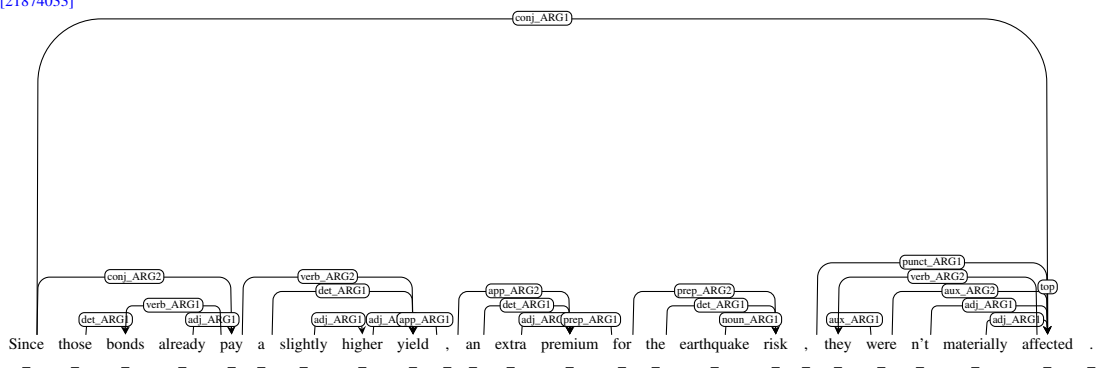 [21874033]
conj_ARG1
punct_ARG1
conj_ARG2 verb_ARG2 verb_ARG2
top
det_ARG1 app_ARG2 prep_ARG2 aux_ARG2
verb_ARG1 det_ARG1 det_ARG1 adj_ARG1
det_ARG1 adj_ARG1 adj_ARG1 app_ARG1 prep_ARG1 noun_ARG1 aux_ARG1 adj_ARG1
Since those bonds already pay a slightly higher yield , an extra premium for the earthquake risk , they were n't materially affected .
_ _ _ _ _ _ _ _ _ _ _ _ _ _ _ _ _ _ _ _ _ _ _ _